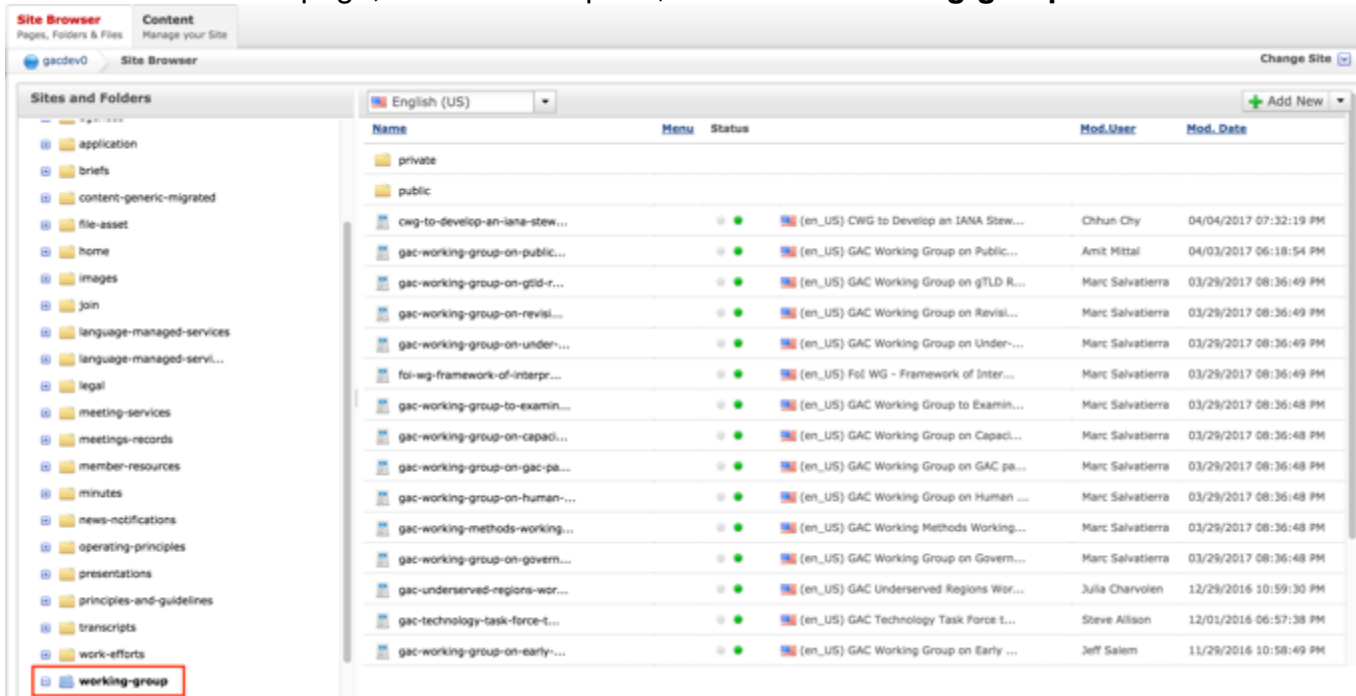 Site Browser
Pages, Folders & Files
Content
Manage your Site
gacdev0
Site Browser
Change Site
Sites and Folders
application
briefs
content-generic-migrated
file-asset
home
images
join
language-managed-services
language-managed-servi...
legal
meeting-services
meetings-records
member-resources
minutes
news-notifications
operating-principles
presentations
principles-and-guidelines
transcripts
work-efforts
working-group
English (US)
Add New
Name Menu Status Mod.User Mod. Date
private
public
cwg-to-develop-an-iana-stew... (en_US) CWG to Develop an IANA Stew... Chhun Chy 04/04/2017 07:32:19 PM
gac-working-group-on-public... (en_US) GAC Working Group on Public... Amit Mittal 04/03/2017 06:18:54 PM
gac-working-group-on-gtld-r... (en_US) GAC Working Group on gTLD R... Marc Salvatierra 03/29/2017 08:36:49 PM
gac-working-group-on-revisi... (en_US) GAC Working Group on Revisi... Marc Salvatierra 03/29/2017 08:36:49 PM
gac-working-group-on-under-... (en_US) GAC Working Group on Under-... Marc Salvatierra 03/29/2017 08:36:49 PM
foi-wg-framework-of-interpr... (en_US) FoI WG - Framework of Inter... Marc Salvatierra 03/29/2017 08:36:49 PM
gac-working-group-to-examin... (en_US) GAC Working Group to Examin... Marc Salvatierra 03/29/2017 08:36:48 PM
gac-working-group-on-capaci... (en_US) GAC Working Group on Capaci... Marc Salvatierra 03/29/2017 08:36:48 PM
gac-working-group-on-gac-pa... (en_US) GAC Working Group on GAC pa... Marc Salvatierra 03/29/2017 08:36:48 PM
gac-working-group-on-human-... (en_US) GAC Working Group on Human ... Marc Salvatierra 03/29/2017 08:36:48 PM
gac-working-methods-working... (en_US) GAC Working Methods Working... Marc Salvatierra 03/29/2017 08:36:48 PM
gac-working-group-on-govern... (en_US) GAC Working Group on Govern... Marc Salvatierra 03/29/2017 08:36:48 PM
gac-underserved-regions-wor... (en_US) GAC Underserved Regions Wor... Julia Charvolen 12/29/2016 10:59:30 PM
gac-technology-task-force-t... (en_US) GAC Technology Task Force t... Steve Allison 12/01/2016 06:57:38 PM
gac-working-group-on-early-... (en_US) GAC Working Group on Early ... Jeff Salem 11/29/2016 10:58:49 PM